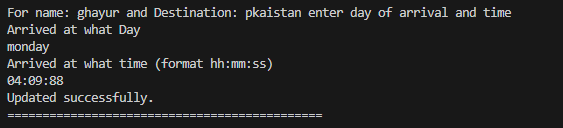 For name: ghayur and Destination: pkaistan enter day of arrival and time
Arrived at what Day
monday
Arrived at what time (format hh:mm:ss)
04:09:88
Updated successfully.
=============================================